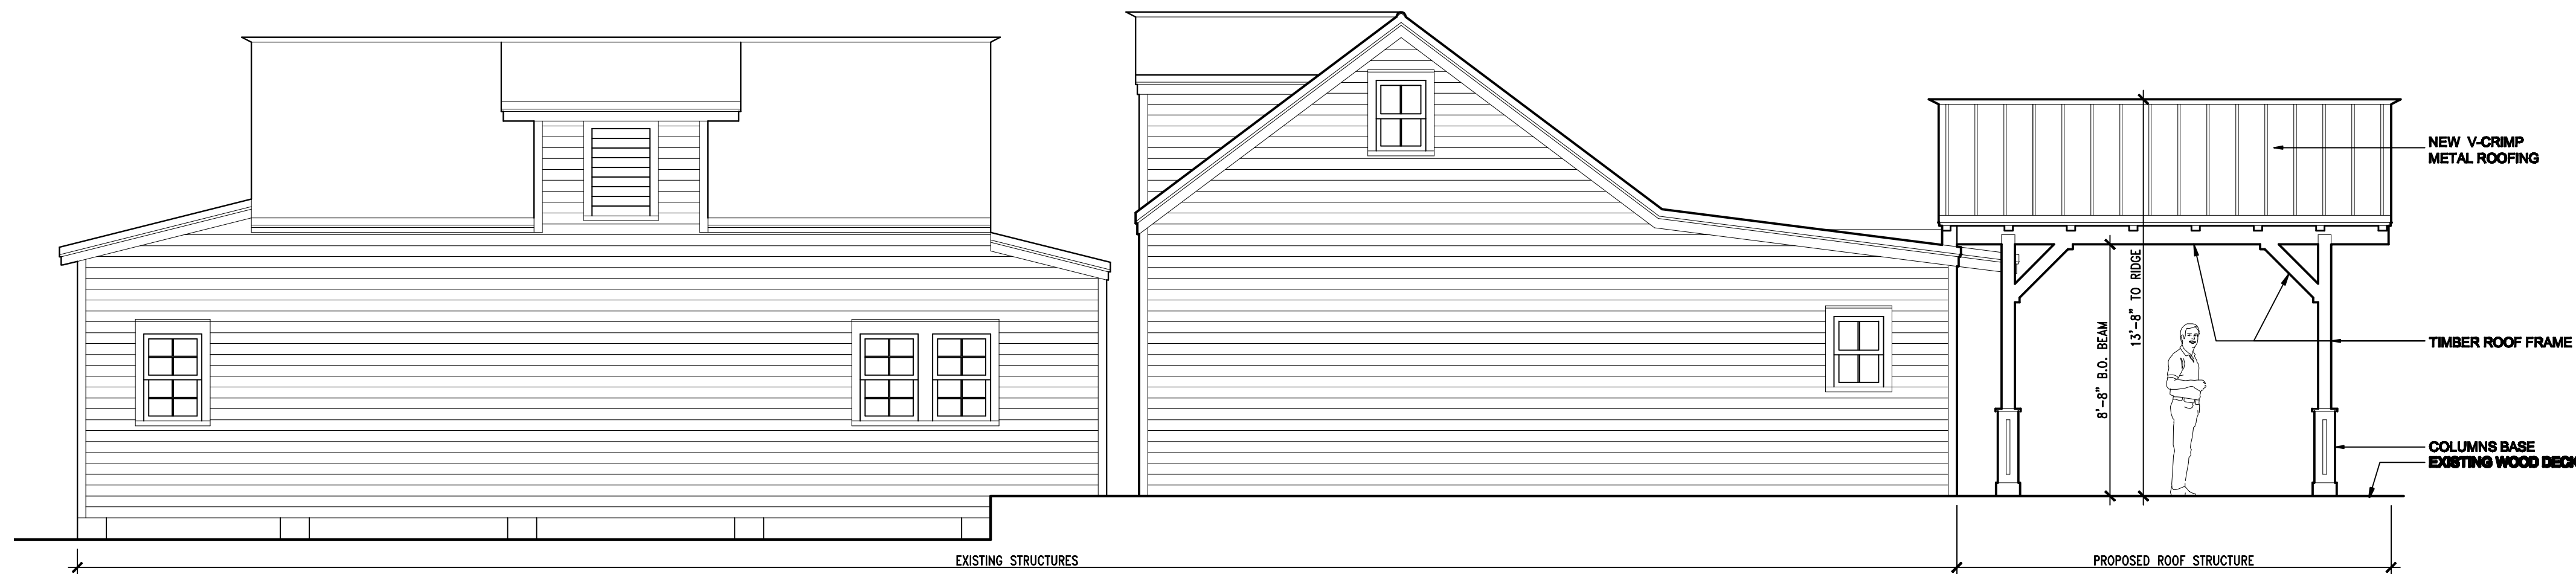 NEW V-CRIMP
METAL ROOFING
13'-8" TO RIDGE
8'-8" B.O. BEAM
TIMBER ROOF FRAME
COLUMNS BASE
EXISTING WOOD DECK
EXISTING STRUCTURES
PROPOSED ROOF STRUCTURE